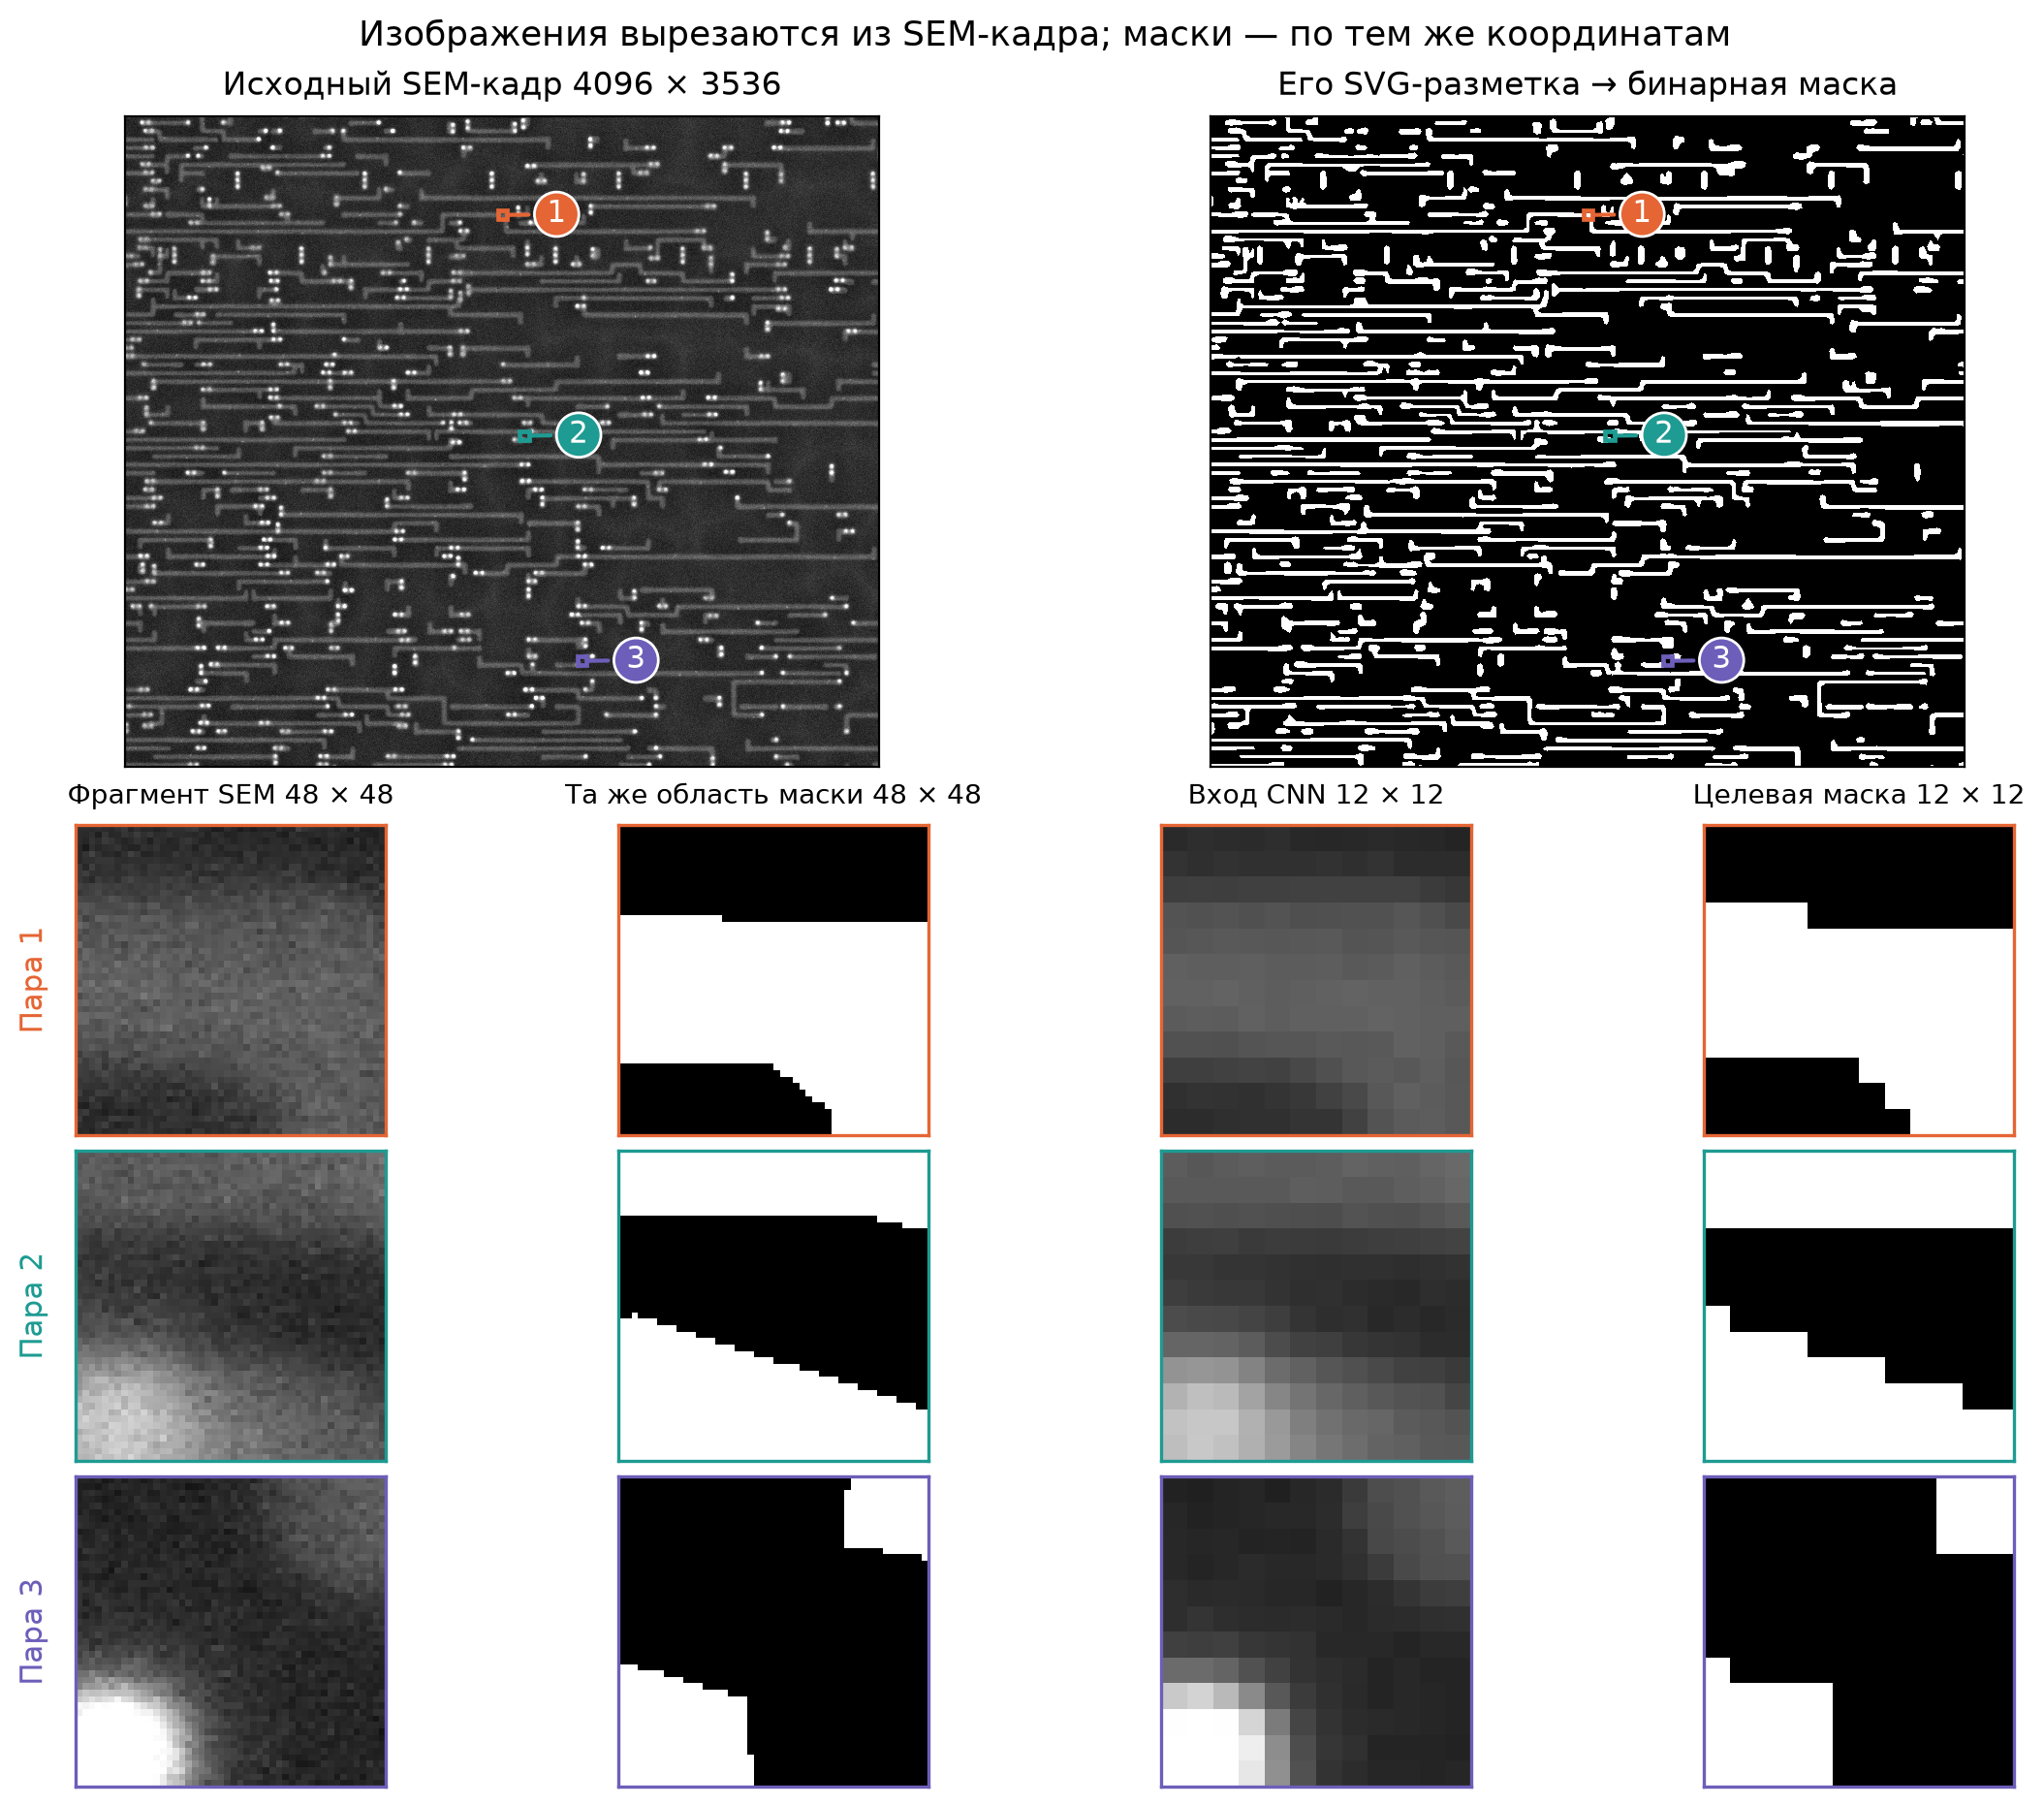 Изображения вырезаются из SEM-кадра; маски — по тем же координатам
Исходный SEM-кадр 4096 × 3536
Его SVG-разметка → бинарная маска
1
2
3
1
2
3
Фрагмент SEM 48 × 48
Та же область маски 48 × 48
Вход CNN 12 × 12
Целевая маска 12 × 12
Пара 1
Пара 2
Пара 3